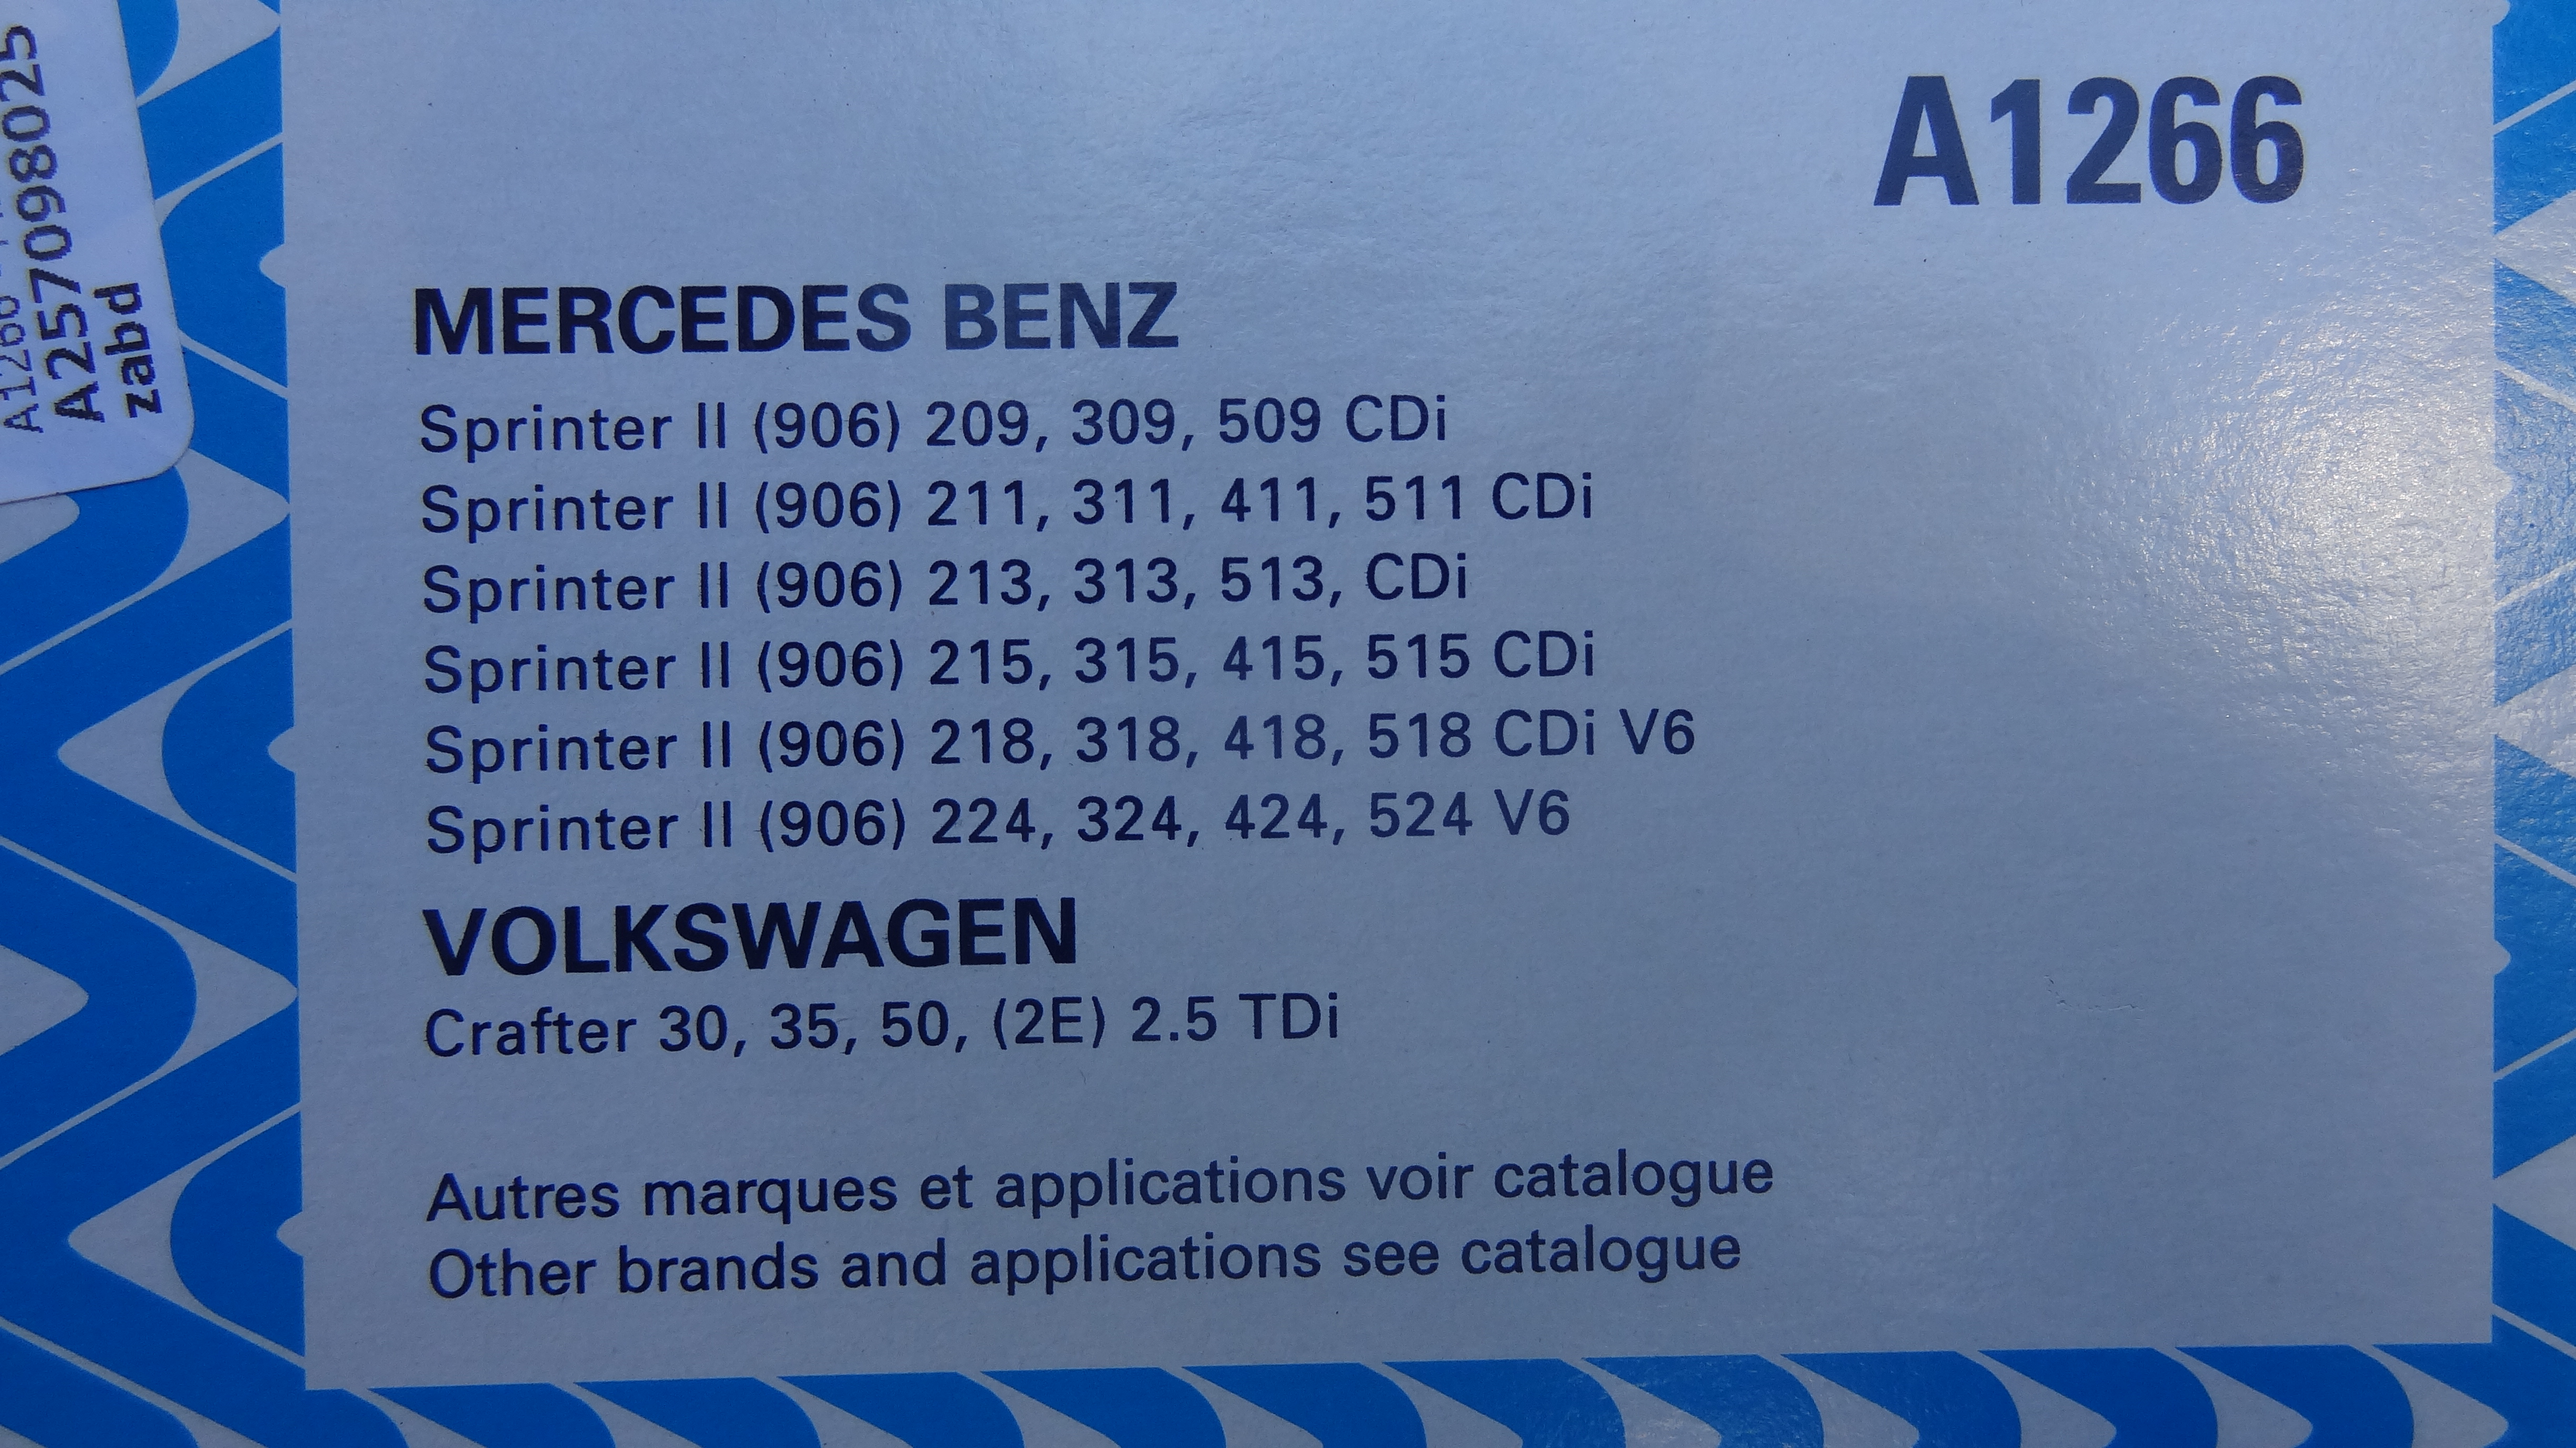 A1266
A2570998025
zabd
A1266
MERCEDES BENZ
Sprinter II (906) 209, 309, 509 CDi
Sprinter II (906) 211, 311, 411, 511 CDi
Sprinter II (906) 213, 313, 513, CDi
Sprinter II (906) 215, 315, 415, 515 CDi
Sprinter II (906) 218, 318, 418, 518 CDi V6
Sprinter II (906) 224, 324, 424, 524 V6
VOLKSWAGEN
Crafter 30, 35, 50, (2E) 2.5 TDi
Autres marques et applications voir catalogue
Other brands and applications see catalogue